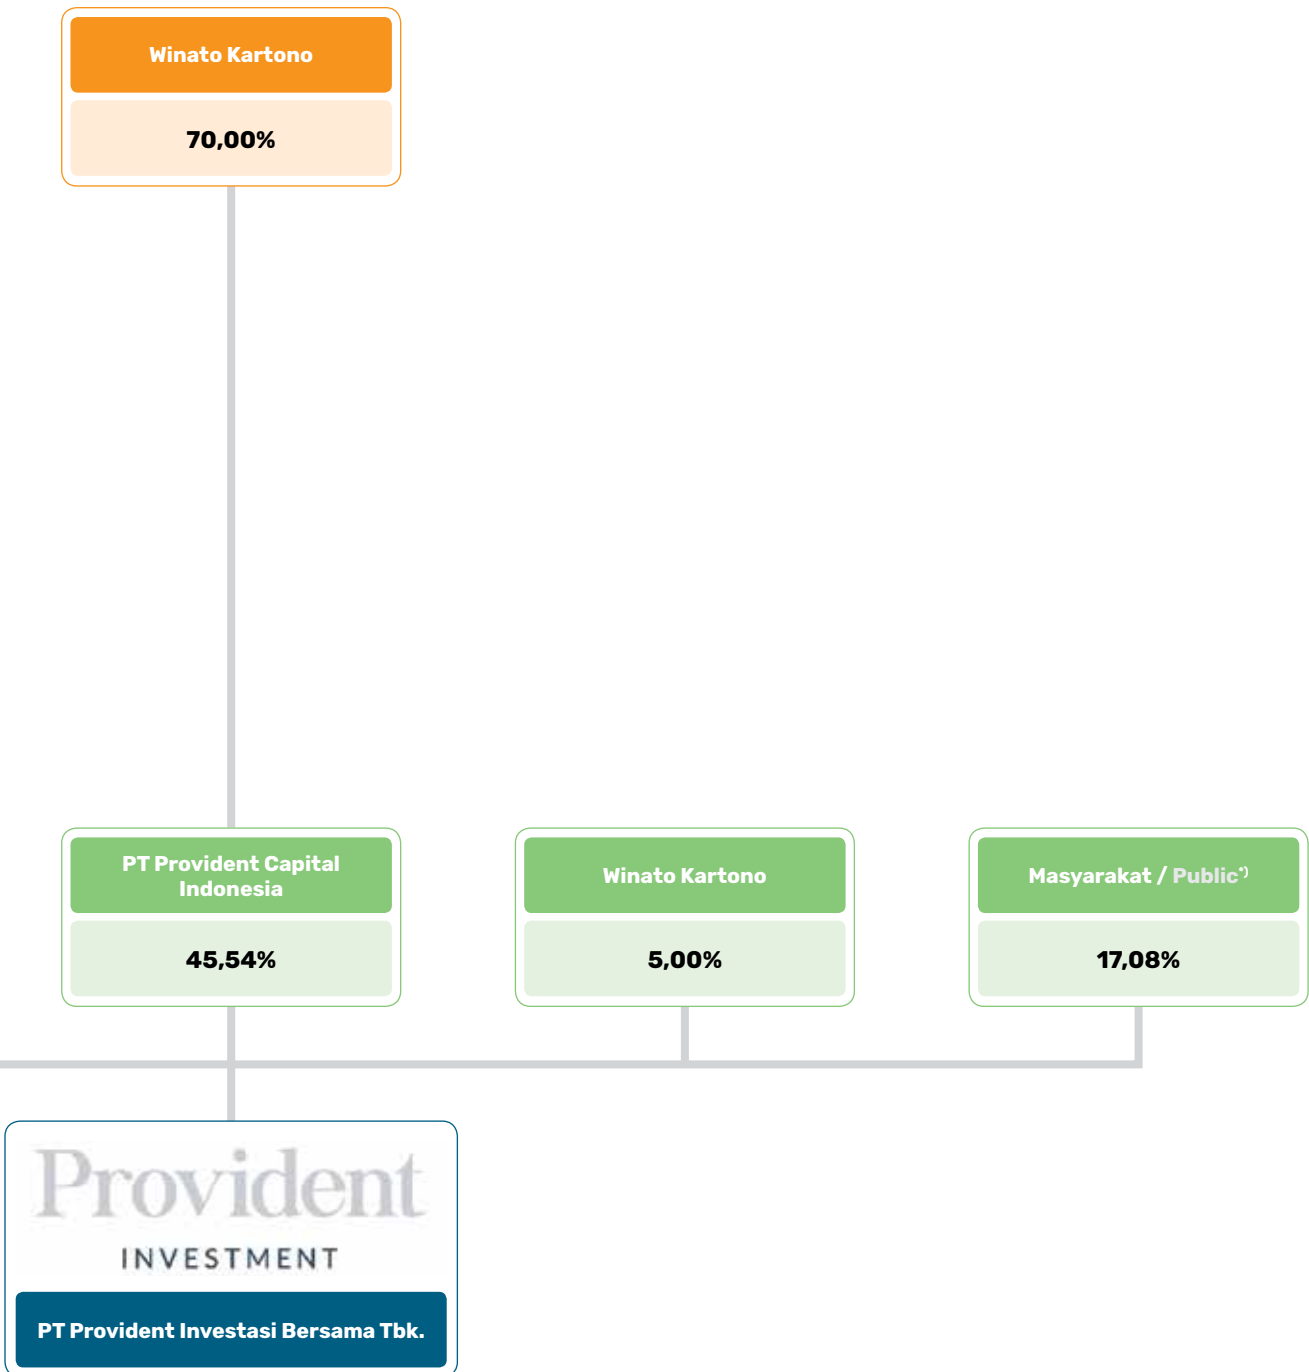 Winato Kartono
70,00%
PT Provident Capital
Indonesia
45,54%
Winato Kartono
5,00%
Masyarakat / Public*)
17,08%
Provident
INVESTMENT
PT Provident Investasi Bersama Tbk.